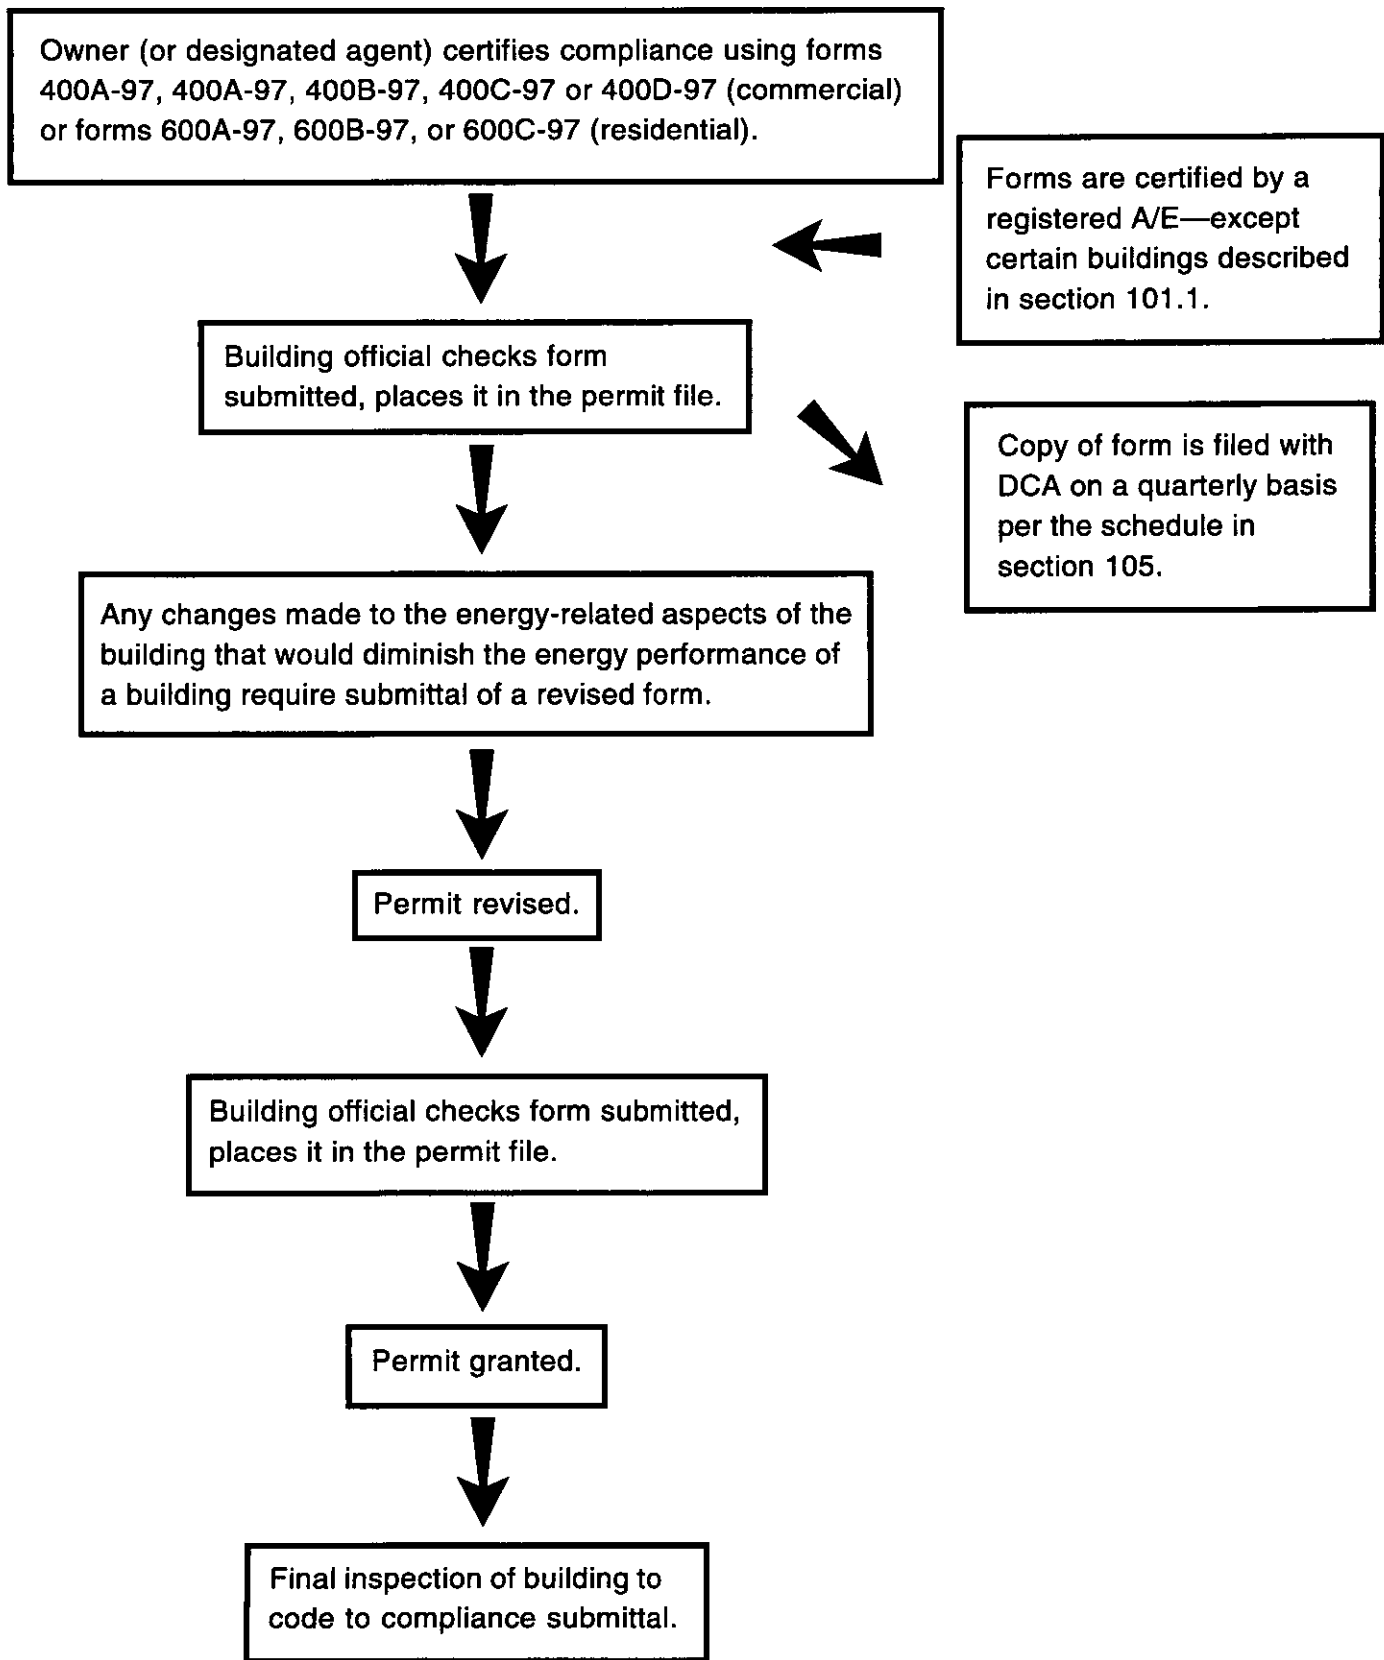 Owner (or designated agent) certifies compliance using forms
400A-97, 400A-97, 400B-97, 400C-97 or 400D-97 (commercial)
or forms 600A-97, 600B-97, or 600C-97 (residential).
Forms are certified by a
registered A/E—except
certain buildings described
in section 101.1.
Building official checks form
submitted, places it in the permit file.
Copy of form is filed with
DCA on a quarterly basis
per the schedule in
section 105.
Any changes made to the energy-related aspects of the
building that would diminish the energy performance of
a building require submittal of a revised form.
Permit revised.
Building official checks form submitted,
places it in the permit file.
Permit granted.
Final inspection of building to
code to compliance submittal.